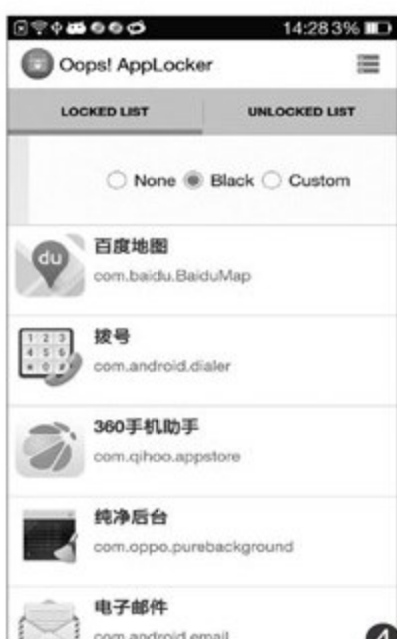 14:28 3%
Oops! AppLocker
LOCKED LIST
UNLOCKED LIST
None Black Custom
du
百度地图
com.baidu.BaiduMap
1 2 3
4 5 6
* 0 #
拨号
com.android.dialer
360手机助手
com.qihoo.appstore
纯净后台
com.oppo.purebackground
电子邮件
com.android.email
4